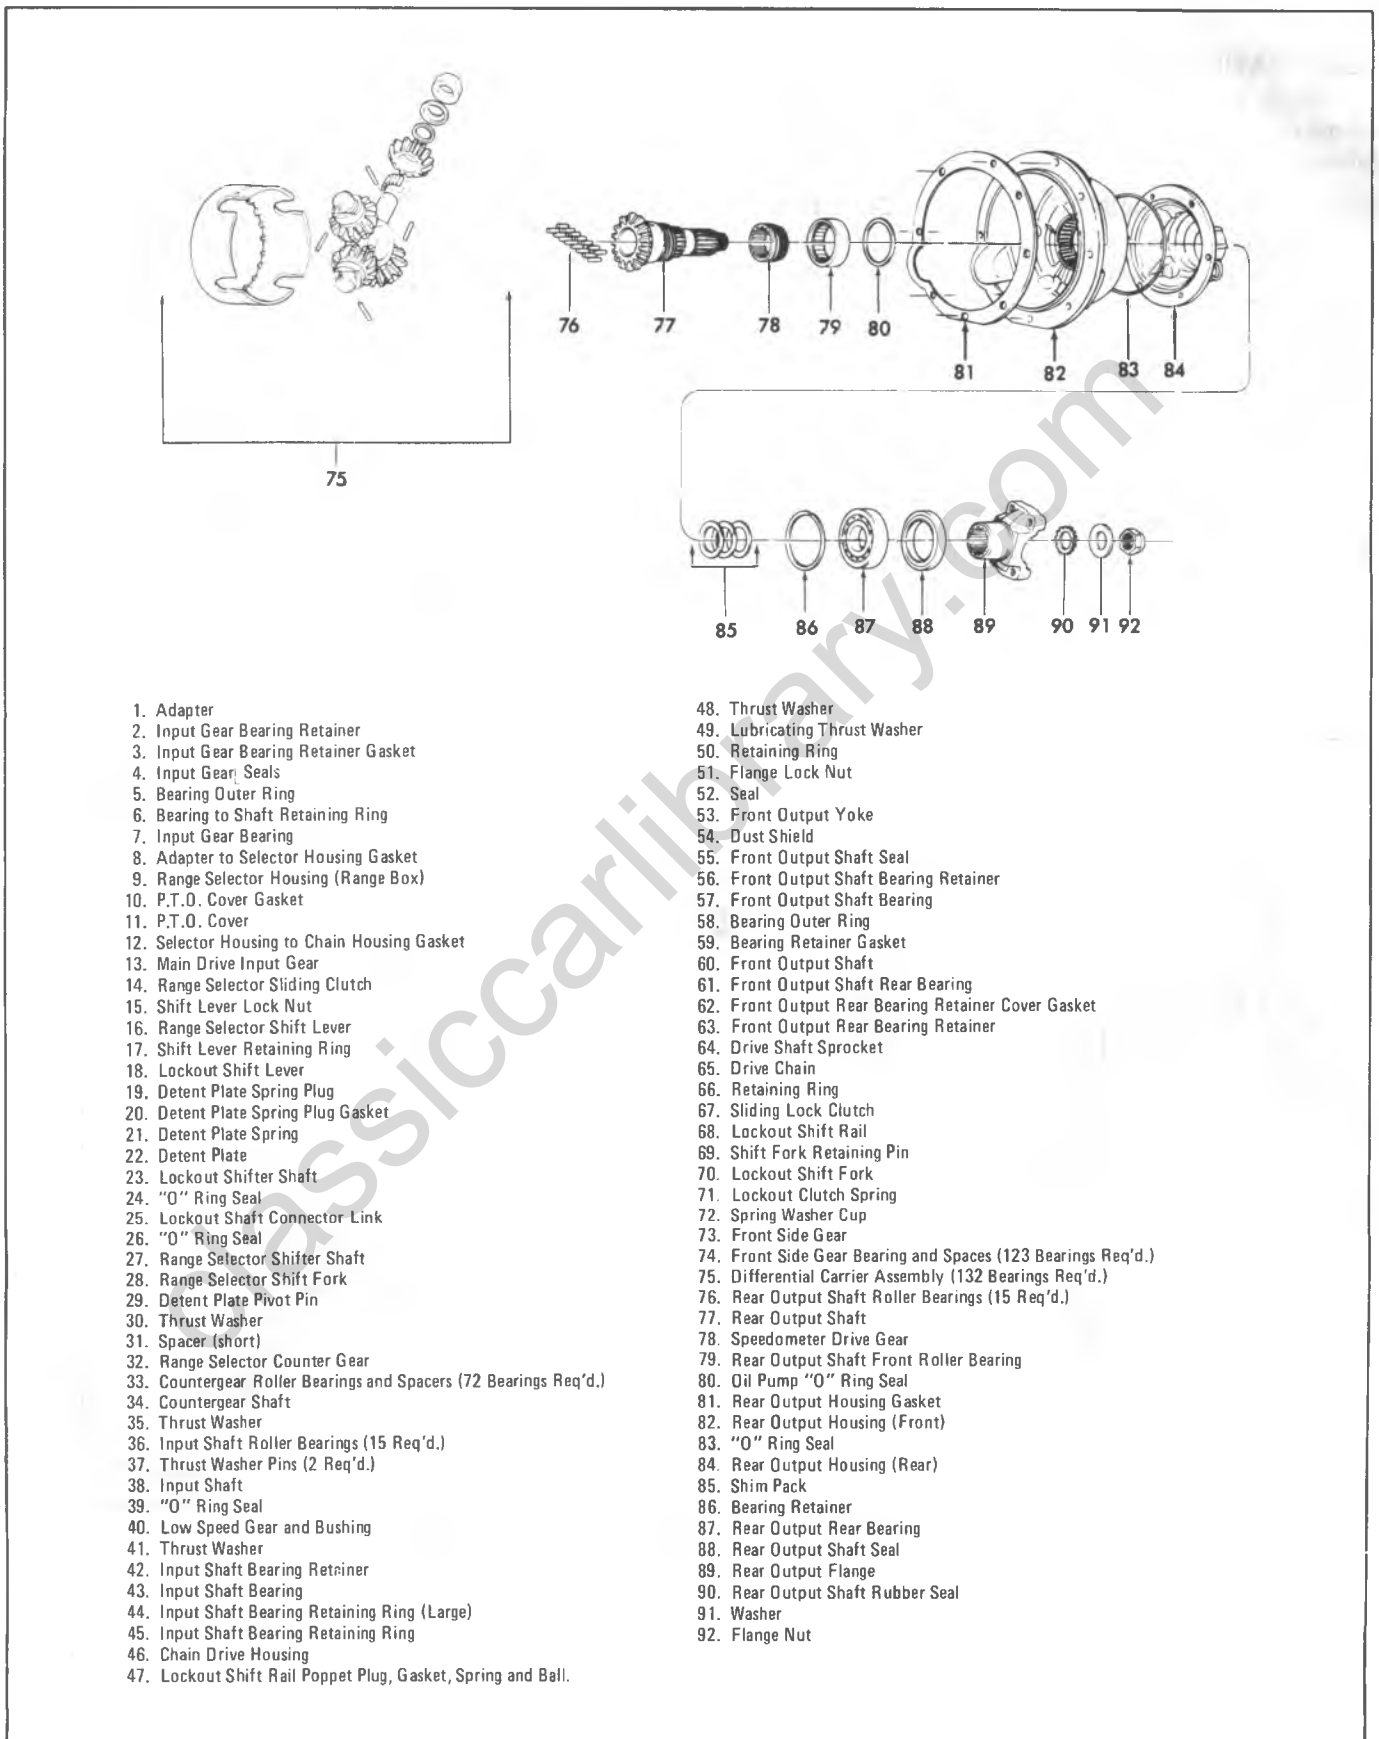 75
76 77 78 79 80
81 82 83 84
85 86 87 88 89 90 91 92
1. Adapter
2. Input Gear Bearing Retainer
3. Input Gear Bearing Retainer Gasket
4. Input Gear Seals
5. Bearing Outer Ring
6. Bearing to Shaft Retaining Ring
7. Input Gear Bearing
8. Adapter to Selector Housing Gasket
9. Range Selector Housing (Range Box)
10. P.T.O. Cover Gasket
11. P.T.O. Cover
12. Selector Housing to Chain Housing Gasket
13. Main Drive Input Gear
14. Range Selector Sliding Clutch
15. Shift Lever Lock Nut
16. Range Selector Shift Lever
17. Shift Lever Retaining Ring
18. Lockout Shift Lever
19. Detent Plate Spring Plug
20. Detent Plate Spring Plug Gasket
21. Detent Plate Spring
22. Detent Plate
23. Lockout Shifter Shaft
24. "O" Ring Seal
25. Lockout Shaft Connector Link
26. "O" Ring Seal
27. Range Selector Shifter Shaft
28. Range Selector Shift Fork
29. Detent Plate Pivot Pin
30. Thrust Washer
31. Spacer (short)
32. Range Selector Counter Gear
33. Countergear Roller Bearings and Spacers (72 Bearings Req'd.)
34. Countergear Shaft
35. Thrust Washer
36. Input Shaft Roller Bearings (15 Req'd.)
37. Thrust Washer Pins (2 Req'd.)
38. Input Shaft
39. "O" Ring Seal
40. Low Speed Gear and Bushing
41. Thrust Washer
42. Input Shaft Bearing Retainer
43. Input Shaft Bearing
44. Input Shaft Bearing Retaining Ring (Large)
45. Input Shaft Bearing Retaining Ring
46. Chain Drive Housing
47. Lockout Shift Rail Poppet Plug, Gasket, Spring and Ball.
48. Thrust Washer
49. Lubricating Thrust Washer
50. Retaining Ring
51. Flange Lock Nut
52. Seal
53. Front Output Yoke
54. Dust Shield
55. Front Output Shaft Seal
56. Front Output Shaft Bearing Retainer
57. Front Output Shaft Bearing
58. Bearing Outer Ring
59. Bearing Retainer Gasket
60. Front Output Shaft
61. Front Output Shaft Rear Bearing
62. Front Output Rear Bearing Retainer Cover Gasket
63. Front Output Rear Bearing Retainer
64. Drive Shaft Sprocket
65. Drive Chain
66. Retaining Ring
67. Sliding Lock Clutch
68. Lockout Shift Rail
69. Shift Fork Retaining Pin
70. Lockout Shift Fork
71. Lockout Clutch Spring
72. Spring Washer Cup
73. Front Side Gear
74. Front Side Gear Bearing and Spaces (123 Bearings Req'd.)
75. Differential Carrier Assembly (132 Bearings Req'd.)
76. Rear Output Shaft Roller Bearings (15 Req'd.)
77. Rear Output Shaft
78. Speedometer Drive Gear
79. Rear Output Shaft Front Roller Bearing
80. Oil Pump "O" Ring Seal
81. Rear Output Housing Gasket
82. Rear Output Housing (Front)
83. "O" Ring Seal
84. Rear Output Housing (Rear)
85. Shim Pack
86. Bearing Retainer
87. Rear Output Rear Bearing
88. Rear Output Shaft Seal
89. Rear Output Flange
90. Rear Output Shaft Rubber Seal
91. Washer
92. Flange Nut
classiccarlibrary.com